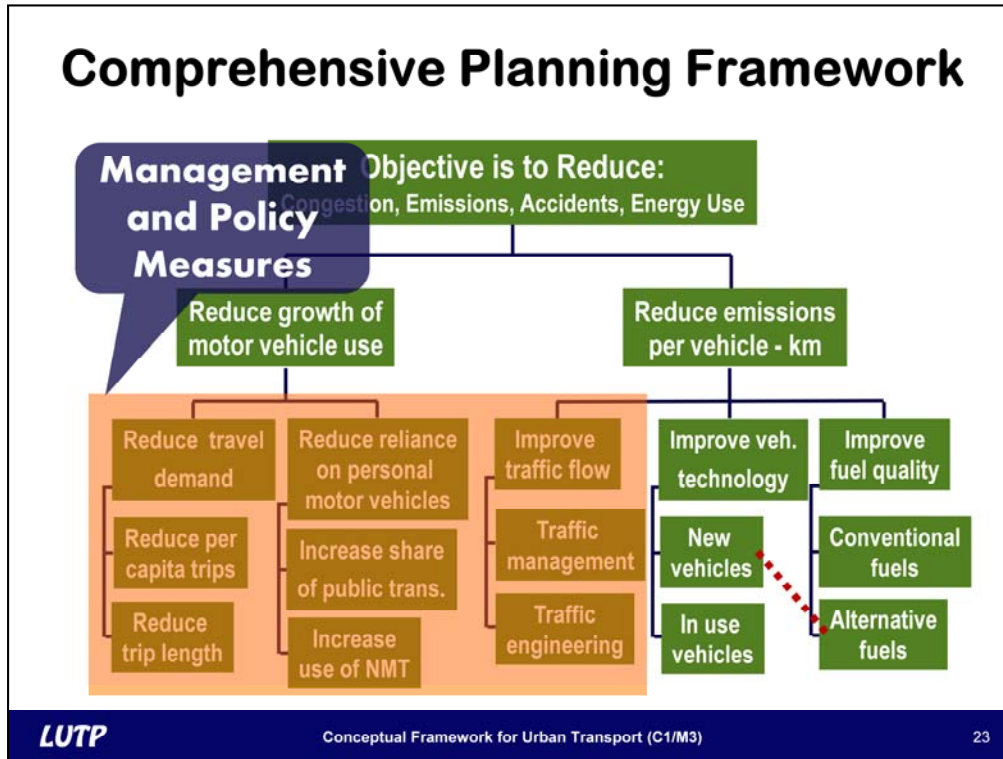 Comprehensive Planning Framework
Management
and Policy
Measures
Objective is to Reduce:
Congestion, Emissions, Accidents, Energy Use
Reduce growth of
motor vehicle use
Reduce emissions
per vehicle - km
Reduce travel
demand
Reduce per
capita trips
Reduce
trip length
Reduce reliance
on personal
motor vehicles
Increase share
of public trans.
Increase
use of NMT
Improve
traffic flow
Traffic
management
Traffic
engineering
Improve veh.
technology
New
vehicles
In use
vehicles
Improve
fuel quality
Conventional
fuels
Alternative
fuels
LUTP
Conceptual Framework for Urban Transport (C1/M3)
23